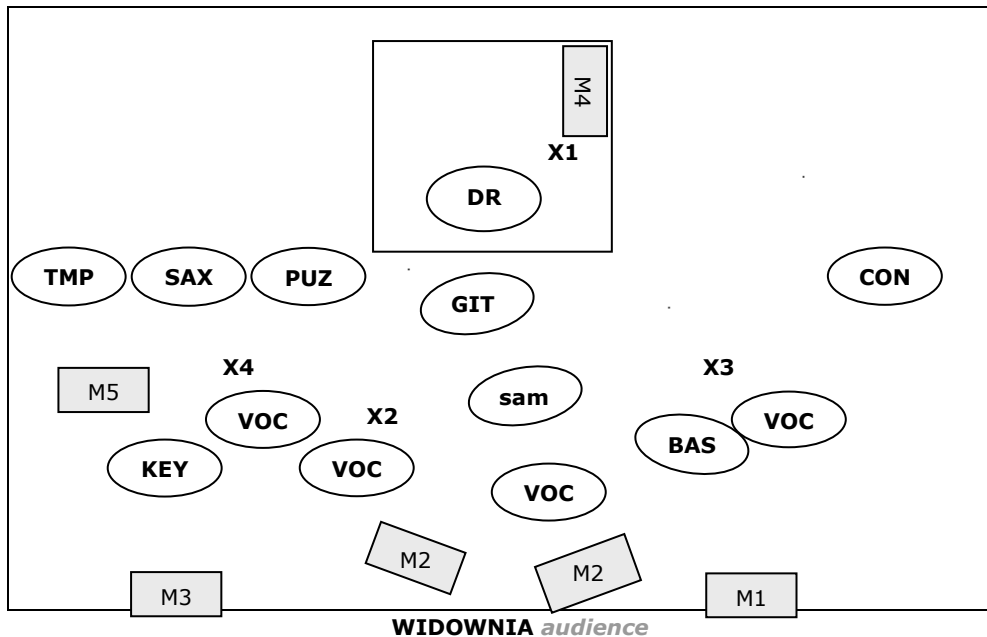 M4
X1
DR
TMP
SAX
PUZ
CON
GIT
X4
X3
M5
sam
VOC
X2
VOC
BAS
KEY
VOC
VOC
M2
M2
M3
M1
WIDOWNIA audience